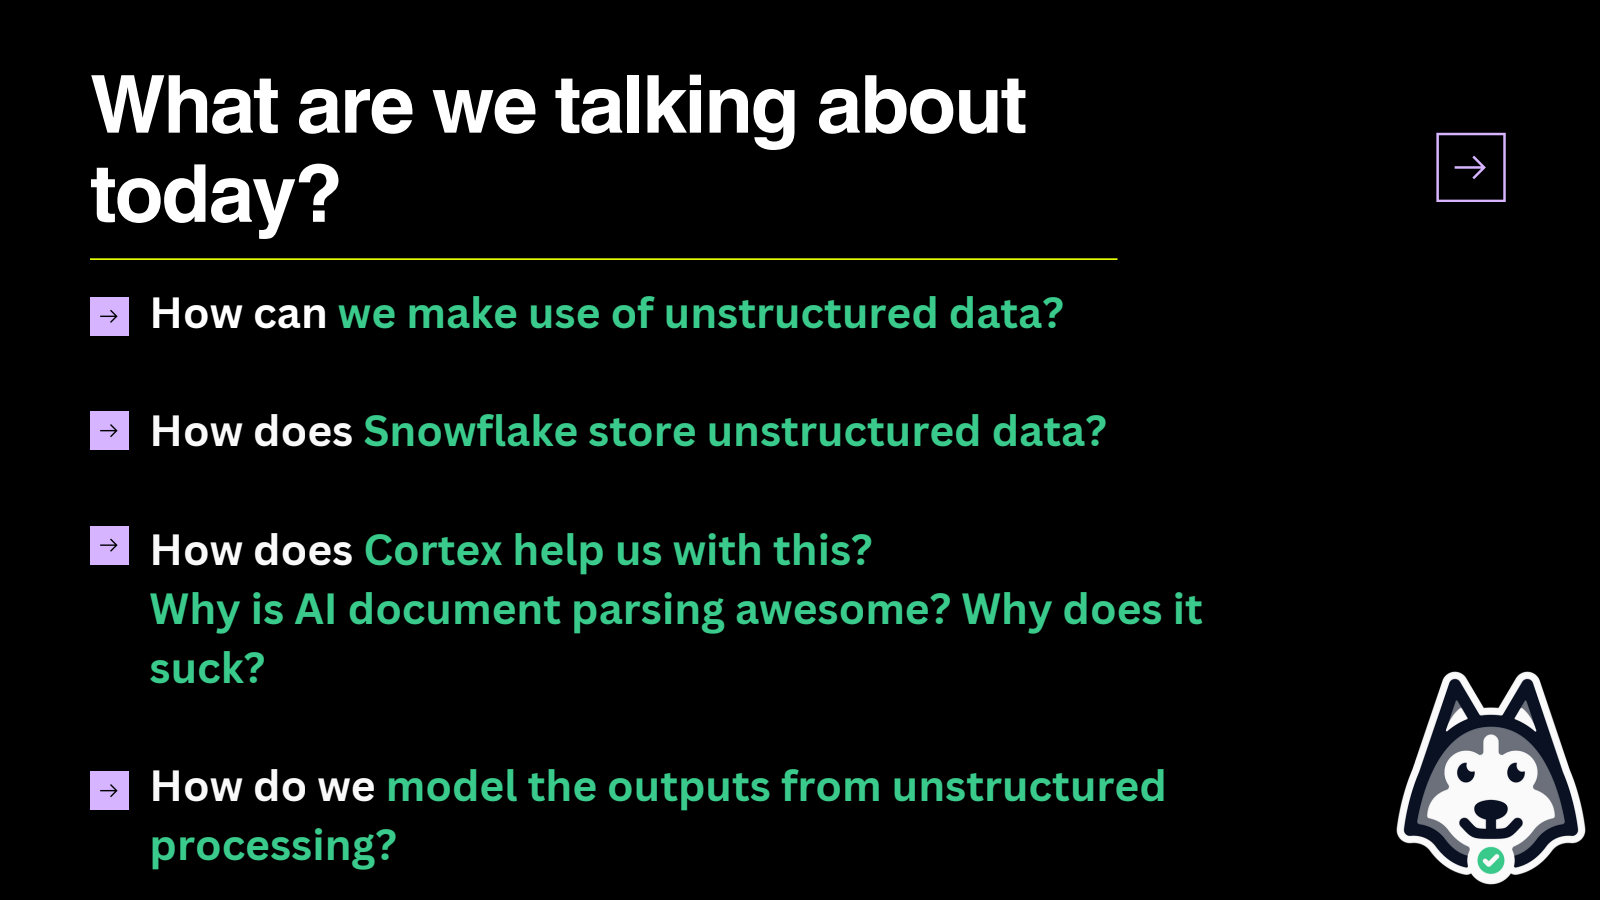 What are we talking about
today?
How can we make use of unstructured data?
How does Snowflake store unstructured data?
How does Cortex help us with this?
Why is AI document parsing awesome? Why does it
suck?
How do we model the outputs from unstructured
processing?